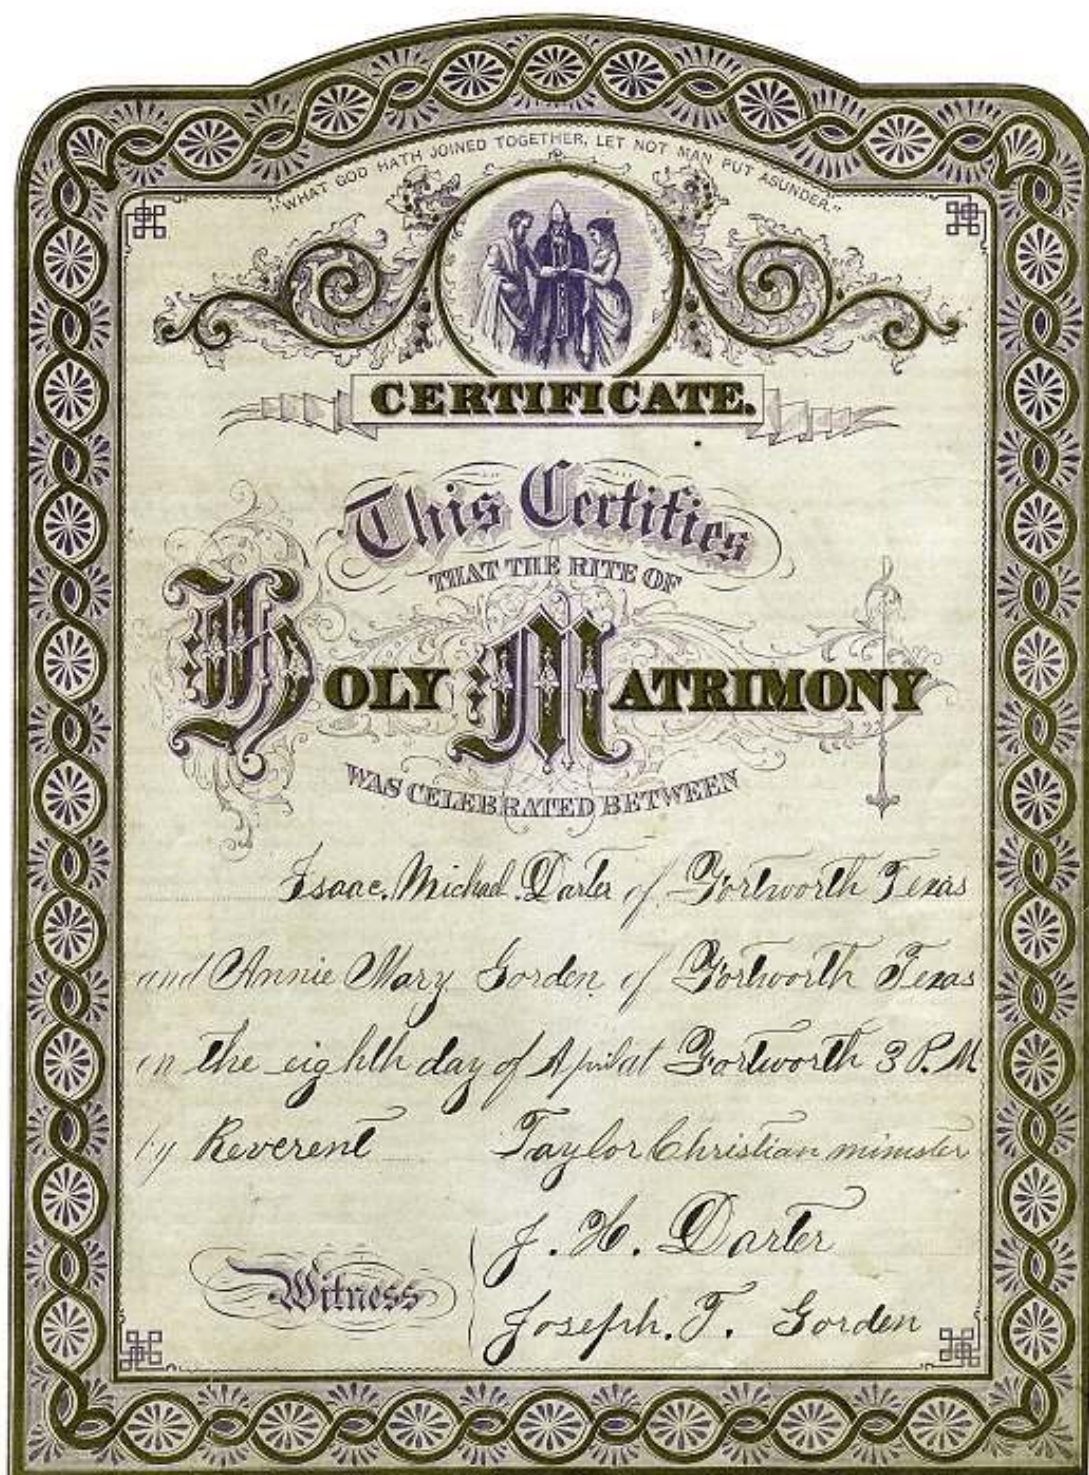 "WHAT GOD HATH JOINED TOGETHER, LET NOT MAN PUT ASUNDER."
CERTIFICATE.
This Certifies
THAT THE RITE OF
HOLY MATRIMONY
WAS CELEBRATED BETWEEN
Isaac. Michael. Darter of Fortworth Texas
and Annie Mary Gorden. of Fortworth Texas
on the eighth day of April at Fortworth 3 P.M.
by Reverent Taylor Christian minister
Witness
J. H. Darter
Joseph. F. Gorden